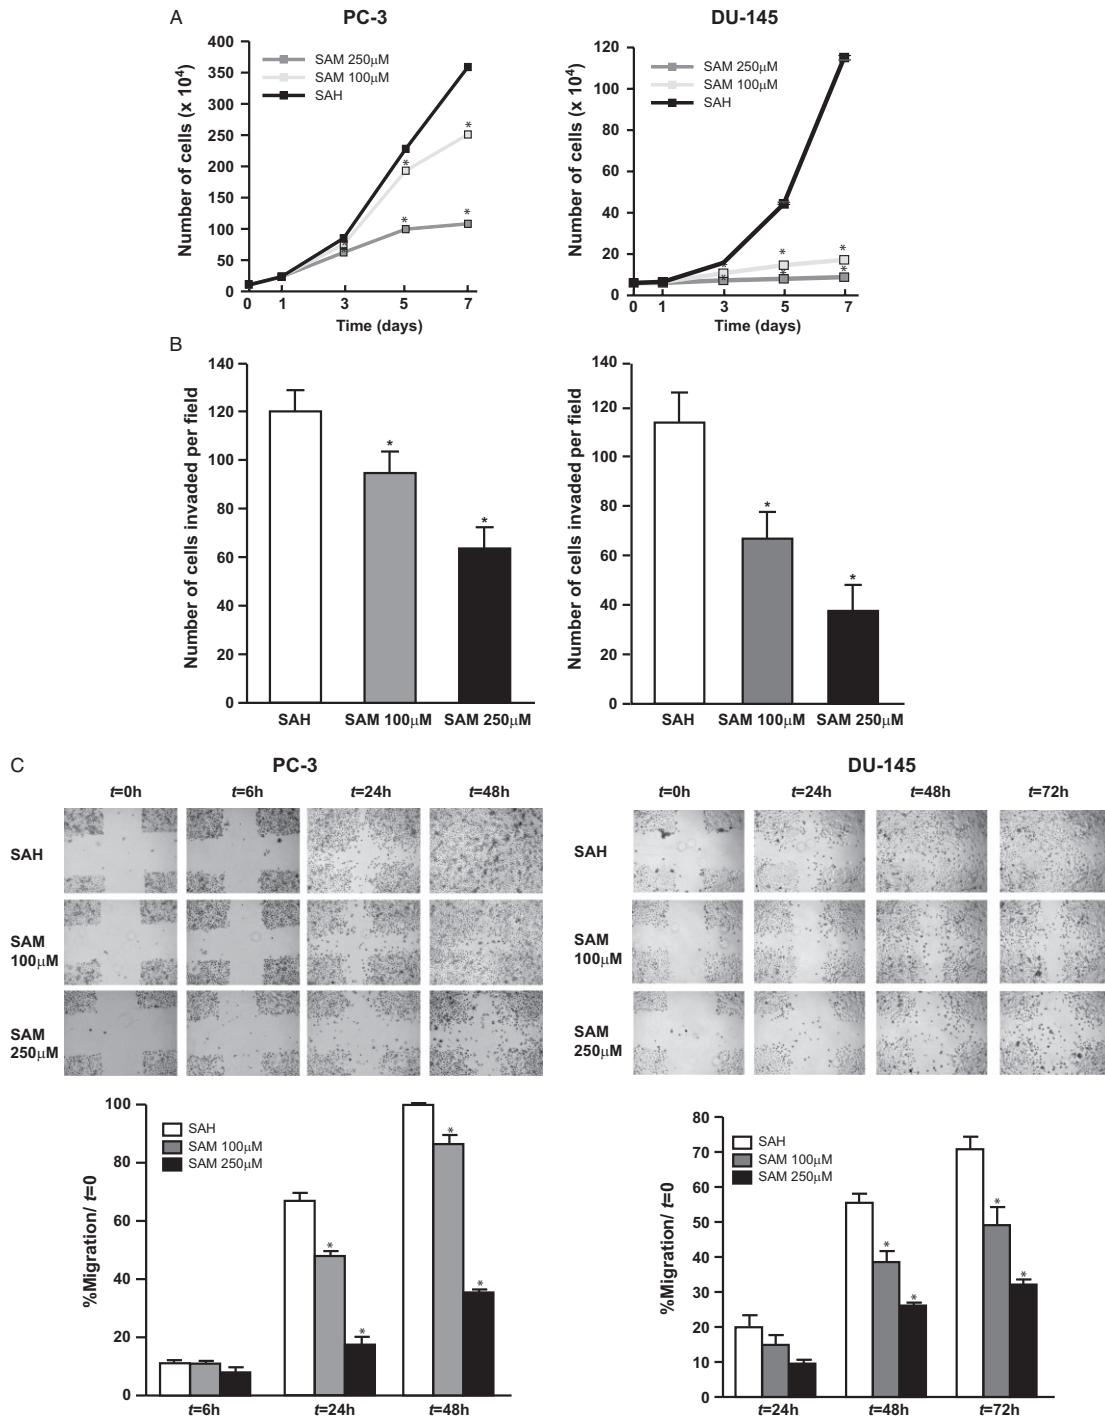 A
PC-3
DU-145
Number of cells (x 10⁴)
400
350
300
250
200
150
100
50
0
SAM 250μM
SAM 100μM
SAH
*
*
*
*
*
0 1 3 5 7
Time (days)
Number of cells (x 10⁴)
120
100
80
60
40
20
0
SAM 250μM
SAM 100μM
SAH
*
*
*
*
*
*
0 1 3 5 7
Time (days)
B
Number of cells invaded per field
140
120
100
80
60
40
20
0
*
*
SAH SAM 100μM SAM 250μM
Number of cells invaded per field
140
120
100
80
60
40
20
0
*
*
SAH SAM 100μM SAM 250μM
C
PC-3
t=0h t=6h t=24h t=48h
SAH
SAM
100μM
SAM
250μM
DU-145
t=0h t=24h t=48h t=72h
SAH
SAM
100μM
SAM
250μM
%Migration/ t=0
100
80
60
40
20
0
SAH
SAM 100μM
SAM 250μM
*
*
*
*
t=6h t=24h t=48h
%Migration/ t=0
80
70
60
50
40
30
20
10
0
SAH
SAM 100μM
SAM 250μM
*
*
*
*
t=24h t=48h t=72h